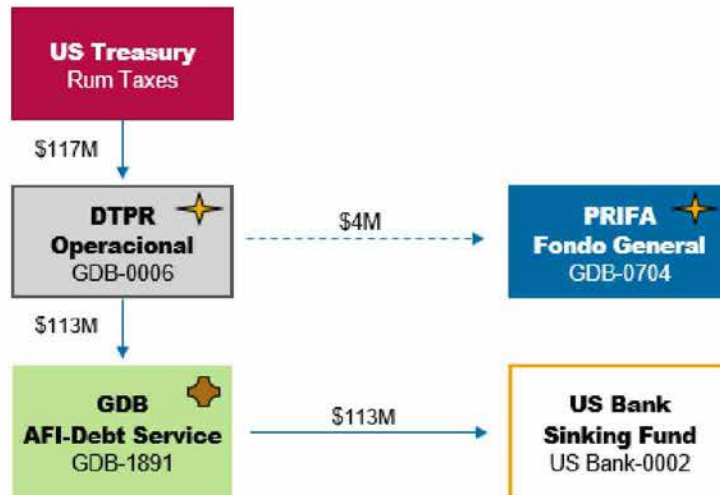 US Treasury
Rum Taxes
$117M
DTPR
Operacional
GDB-0006
$4M
PRIFA
Fondo General
GDB-0704
$113M
GDB
AFI-Debt Service
GDB-1891
$113M
US Bank
Sinking Fund
US Bank-0002